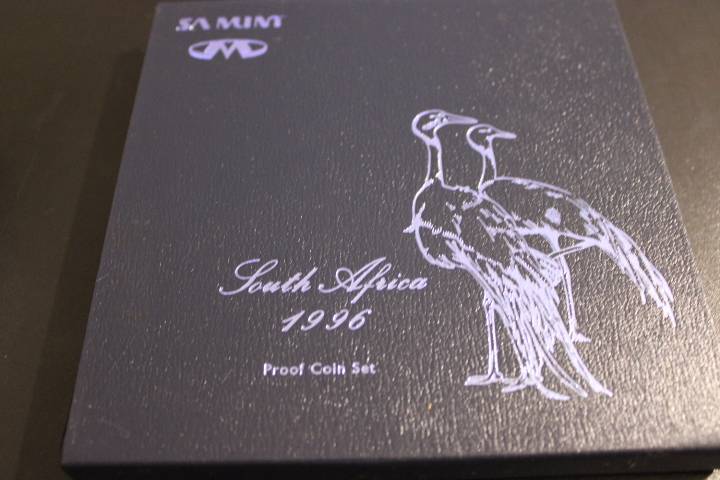 SA MINT
South Africa
1996
Proof Coin Set